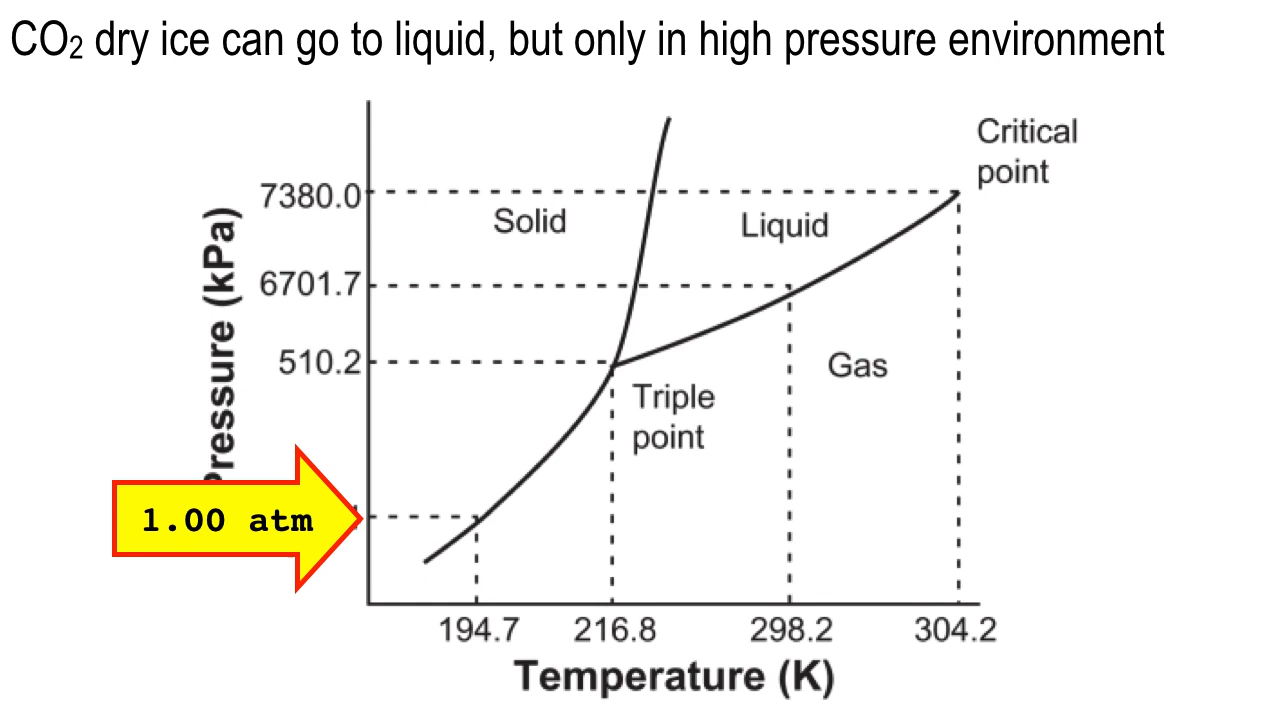 CO₂ dry ice can go to liquid, but only in high pressure environment
Critical
point
7380.0
Solid
Liquid
6701.7
510.2
Gas
Triple
point
Pressure (kPa)
1.00 atm
194.7
216.8
298.2
304.2
Temperature (K)